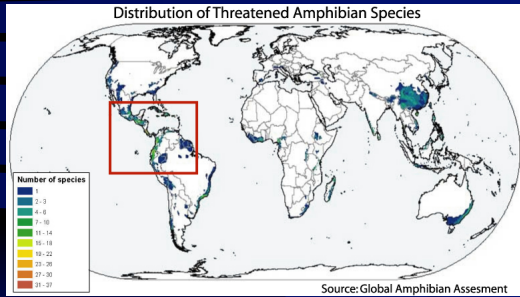 Distribution of Threatened Amphibian Species
Number of species
1
2 - 3
4 - 6
7 - 10
11 - 14
15 - 18
19 - 22
23 - 26
27 - 30
31 - 37
Source: Global Amphibian Assesment